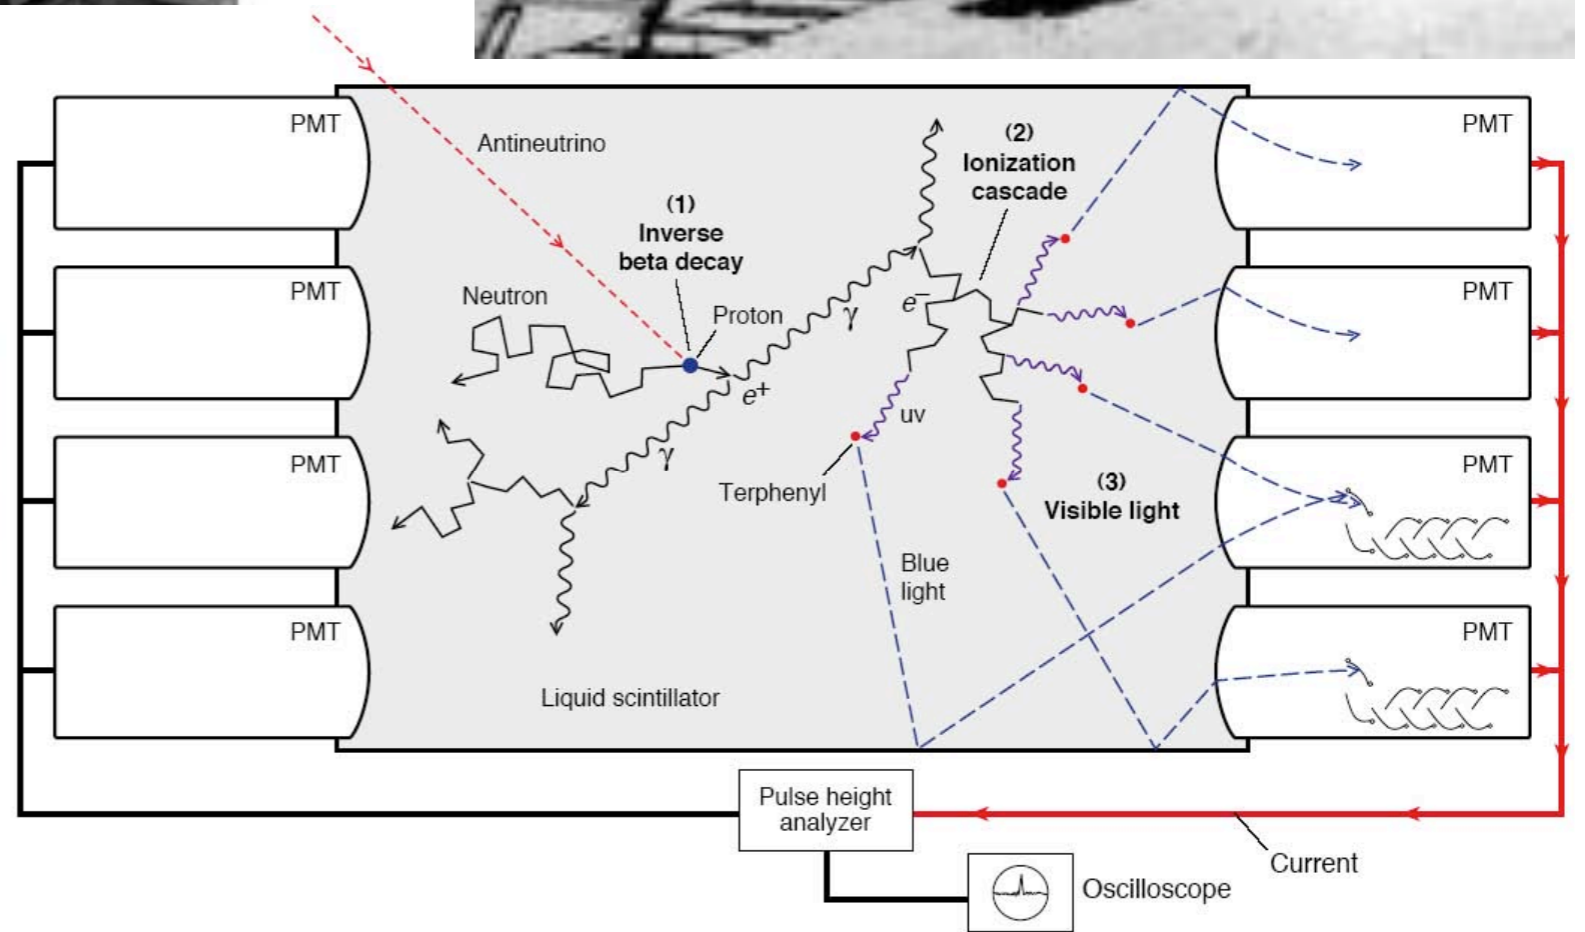 PMT
PMT
PMT
PMT
Antineutrino
(1)
Inverse
beta decay
Neutron
Proton
γ
e+
γ
(2)
Ionization
cascade
e−
uv
Terphenyl
(3)
Visible light
Blue
light
Liquid scintillator
PMT
PMT
PMT
PMT
Pulse height
analyzer
Current
Oscilloscope